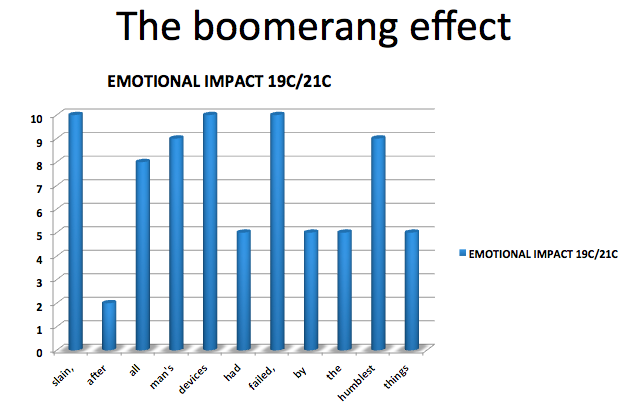 The boomerang effect
EMOTIONAL IMPACT 19C/21C
10
9
8
7
6
5
4
3
2
1
0
slain,
after
all
man's
devices
had
failed,
by
the
humblest
things
EMOTIONAL IMPACT 19C/21C